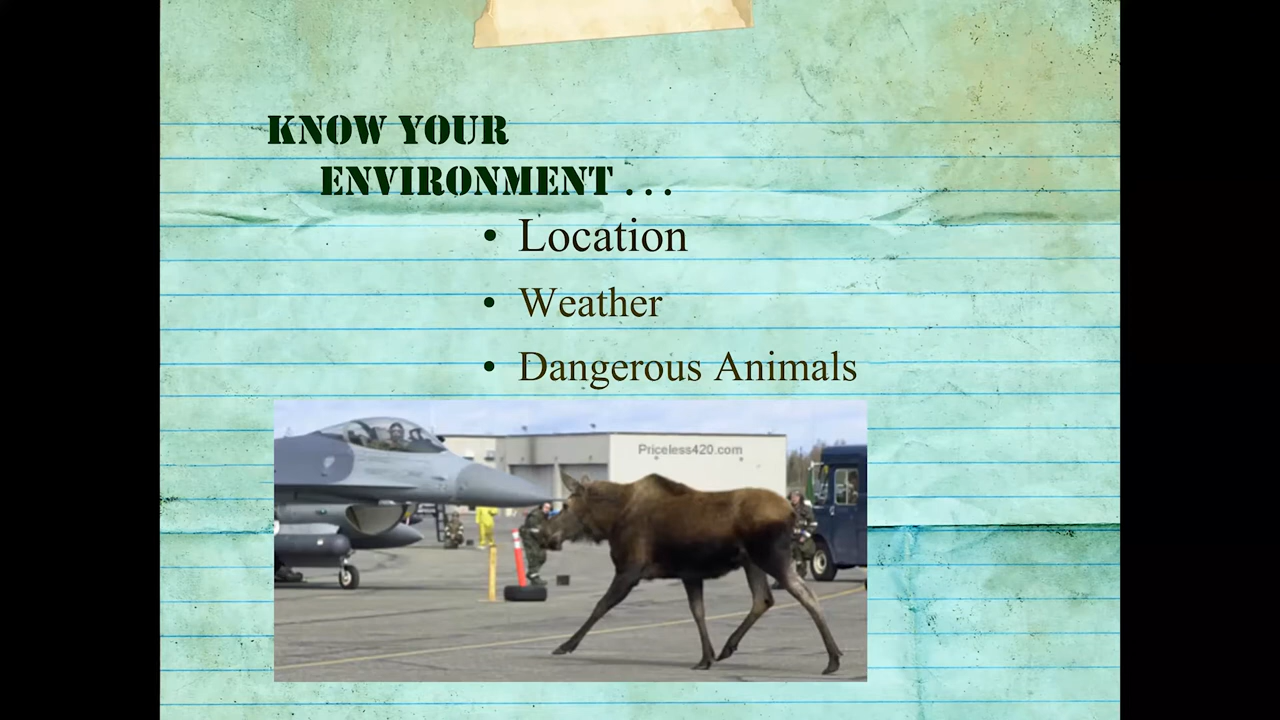 KNOW YOUR
ENVIRONMENT . . .
• Location
• Weather
• Dangerous Animals
Priceless420.com